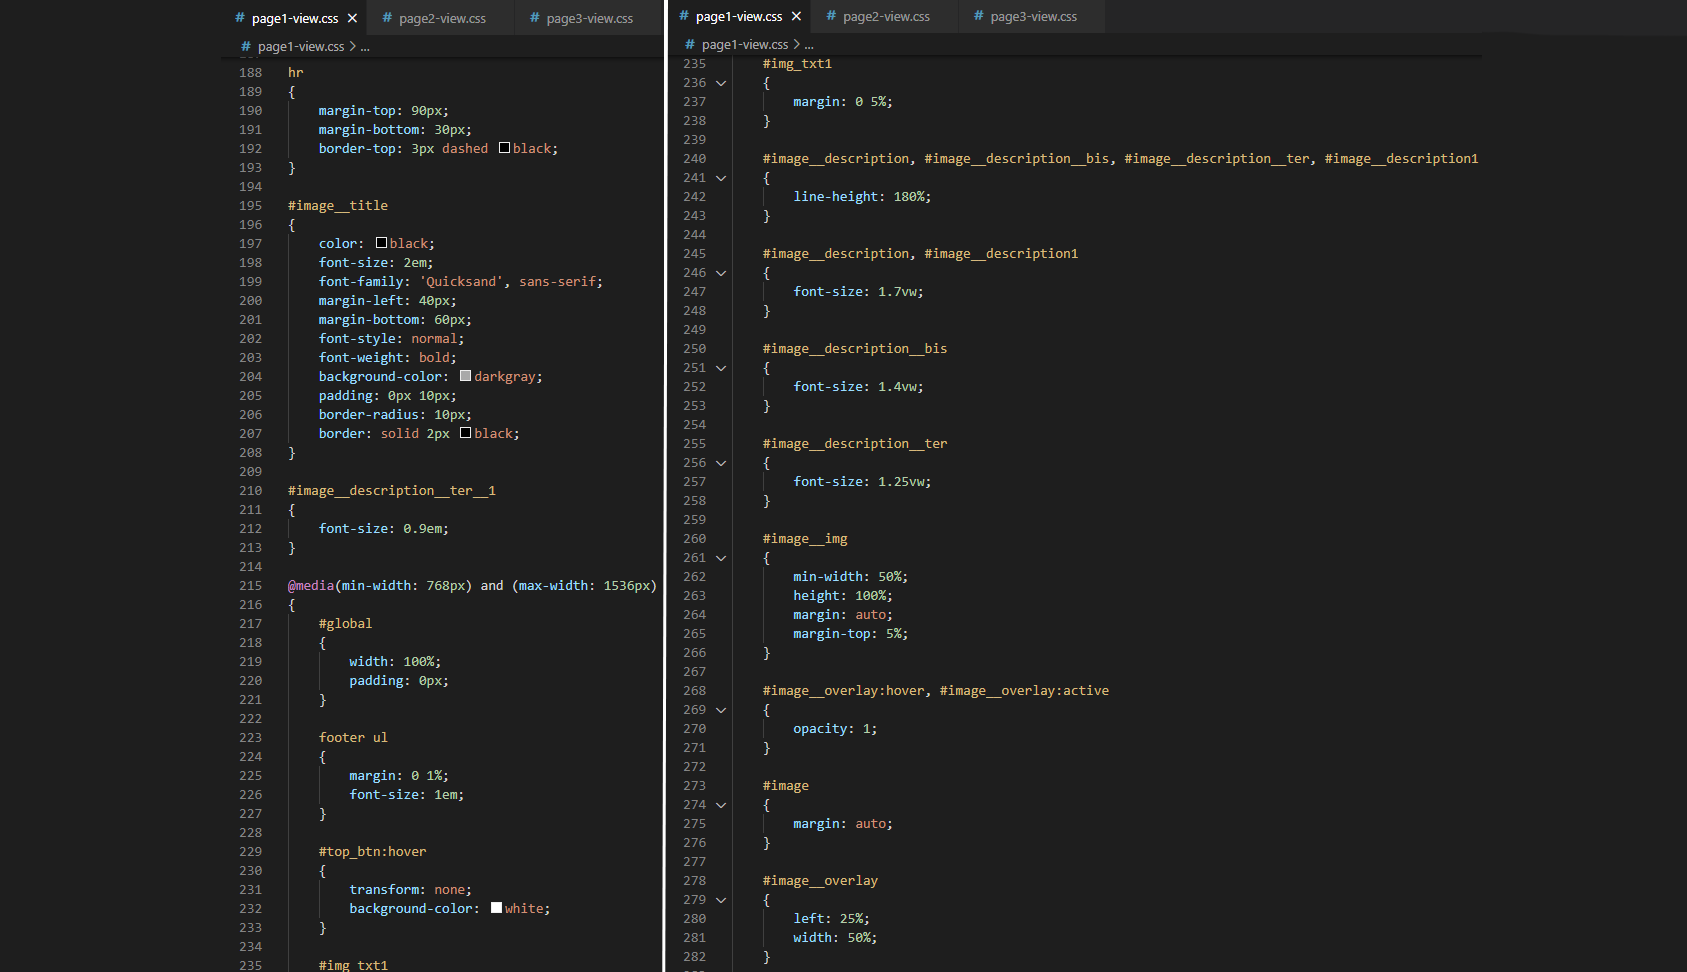 # page1-view.css × # page2-view.css # page3-view.css
# page1-view.css > ...
188 hr
189 {
190 margin-top: 90px;
191 margin-bottom: 30px;
192 border-top: 3px dashed black;
193 }
194
195 #image__title
196 {
197 color: black;
198 font-size: 2em;
199 font-family: 'Quicksand', sans-serif;
200 margin-left: 40px;
201 margin-bottom: 60px;
202 font-style: normal;
203 font-weight: bold;
204 background-color: darkgray;
205 padding: 0px 10px;
206 border-radius: 10px;
207 border: solid 2px black;
208 }
209
210 #image__description__ter__1
211 {
212 font-size: 0.9em;
213 }
214
215 @media(min-width: 768px) and (max-width: 1536px)
216 {
217 #global
218 {
219 width: 100%;
220 padding: 0px;
221 }
222
223 footer ul
224 {
225 margin: 0 1%;
226 font-size: 1em;
227 }
228
229 #top_btn:hover
230 {
231 transform: none;
232 background-color: white;
233 }
234
235 #img_txt1
# page1-view.css × # page2-view.css # page3-view.css
# page1-view.css > ...
235 #img_txt1
236 {
237 margin: 0 5%;
238 }
239
240 #image__description, #image__description__bis, #image__description__ter, #image__description1
241 {
242 line-height: 180%;
243 }
244
245 #image__description, #image__description1
246 {
247 font-size: 1.7vw;
248 }
249
250 #image__description__bis
251 {
252 font-size: 1.4vw;
253 }
254
255 #image__description__ter
256 {
257 font-size: 1.25vw;
258 }
259
260 #image__img
261 {
262 min-width: 50%;
263 height: 100%;
264 margin: auto;
265 margin-top: 5%;
266 }
267
268 #image__overlay:hover, #image__overlay:active
269 {
270 opacity: 1;
271 }
272
273 #image
274 {
275 margin: auto;
276 }
277
278 #image__overlay
279 {
280 left: 25%;
281 width: 50%;
282 }